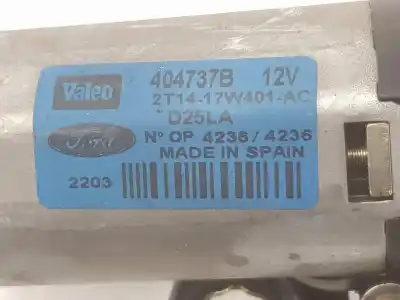 Valeo 404737B 12V
2T14-17W401-AC
D25LA
Ford Nº OP 4236/4236
MADE IN SPAIN
2203